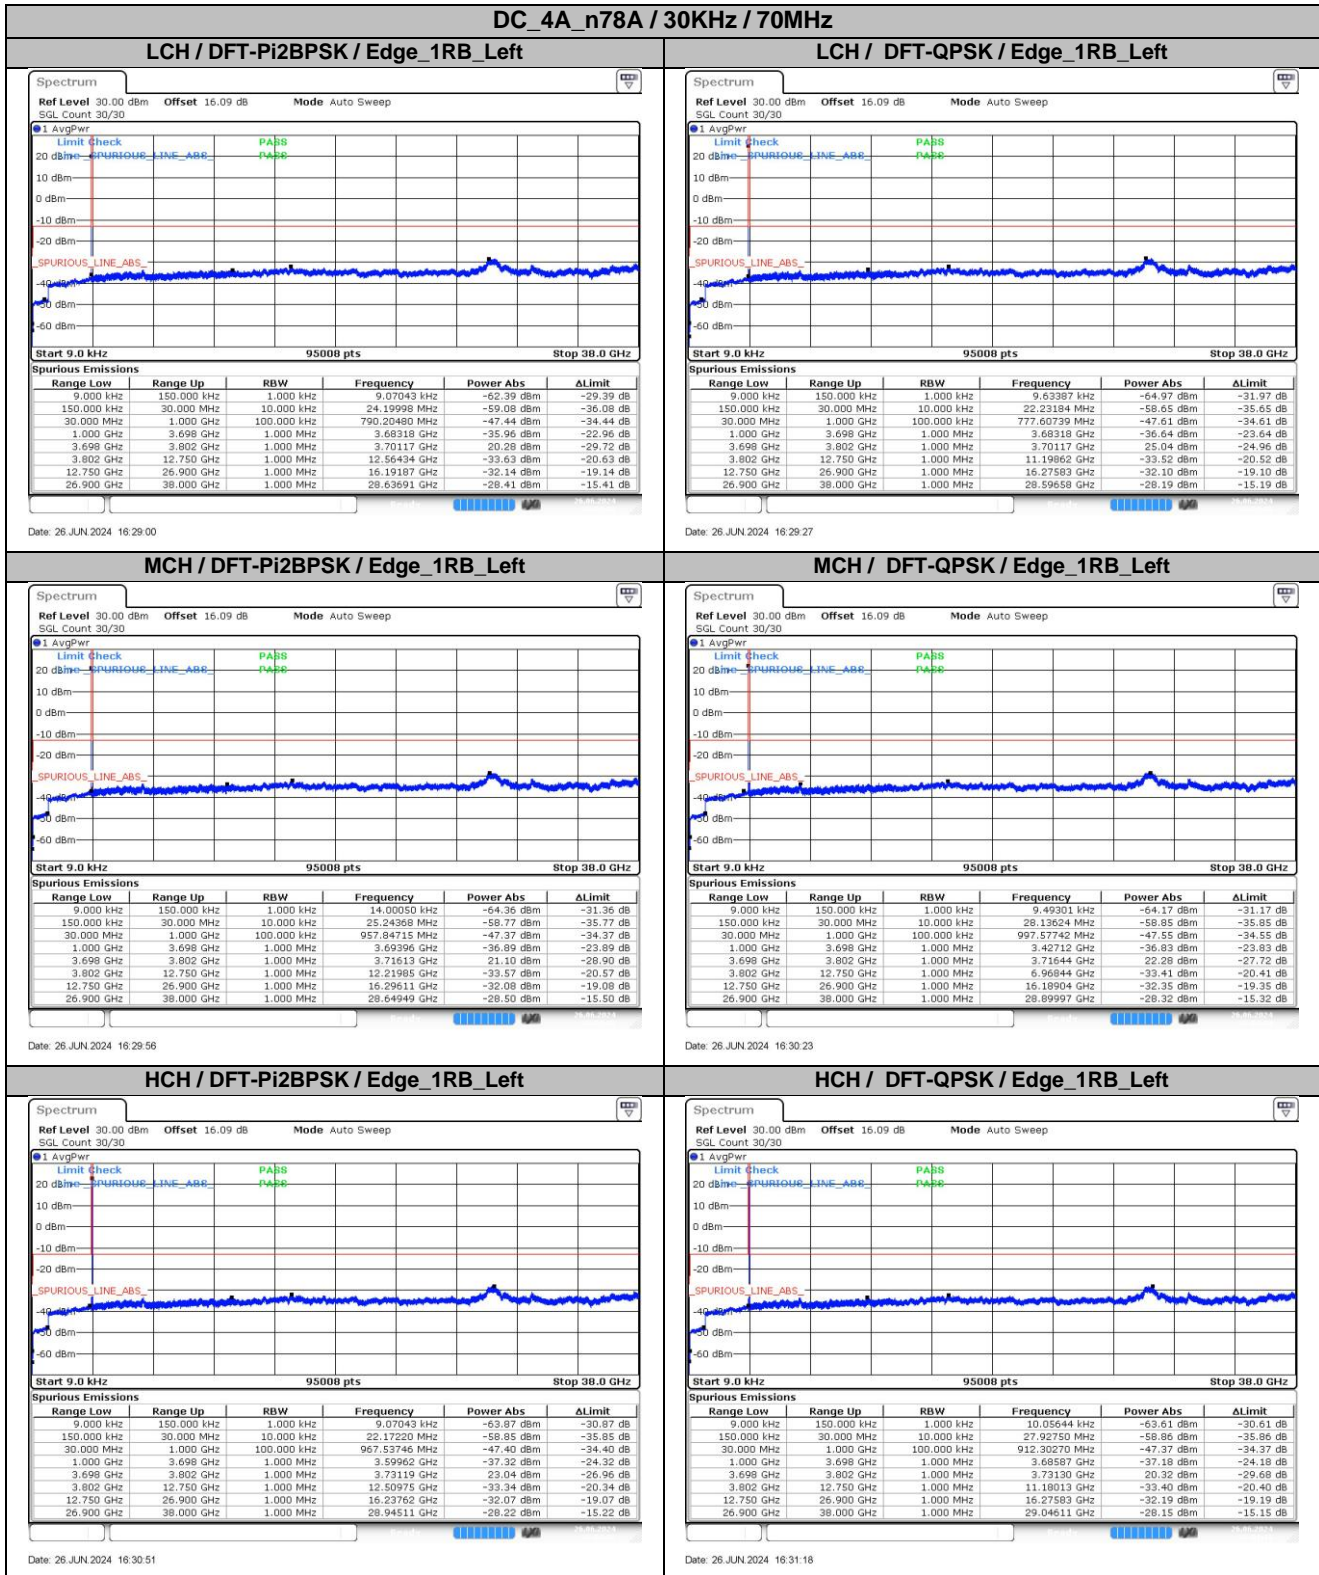 DC_4A_n78A / 30KHz / 70MHz
LCH / DFT-Pi2BPSK / Edge_1RB_Left
Spectrum
Ref Level 30.00 dBm Offset 16.09 dB Mode Auto Sweep
SGL Count 30/30
1 AvgPwr
Limit Check PASS
Line _SPURIOUS_LINE_ABS_ PASS
20 dBm
10 dBm
0 dBm
-10 dBm
-20 dBm
_SPURIOUS_LINE_ABS_
-40 dBm
-50 dBm
-60 dBm
Start 9.0 kHz 95008 pts Stop 38.0 GHz
Spurious Emissions
Range Low Range Up RBW Frequency Power Abs ΔLimit
9.000 kHz 150.000 kHz 1.000 kHz 9.07043 kHz -62.39 dBm -29.39 dB
150.000 kHz 30.000 MHz 10.000 kHz 24.19998 MHz -59.08 dBm -36.08 dB
30.000 MHz 1.000 GHz 100.000 kHz 790.20480 MHz -47.44 dBm -34.44 dB
1.000 GHz 3.698 GHz 1.000 MHz 3.68318 GHz -35.96 dBm -22.96 dB
3.698 GHz 3.802 GHz 1.000 MHz 3.70117 GHz 20.28 dBm -29.72 dB
3.802 GHz 12.750 GHz 1.000 MHz 12.56434 GHz -33.63 dBm -20.63 dB
12.750 GHz 26.900 GHz 1.000 MHz 16.19187 GHz -32.14 dBm -19.14 dB
26.900 GHz 38.000 GHz 1.000 MHz 28.63691 GHz -28.41 dBm -15.41 dB
Date: 26.JUN.2024 16:29:00
LCH / DFT-QPSK / Edge_1RB_Left
Spectrum
Ref Level 30.00 dBm Offset 16.09 dB Mode Auto Sweep
SGL Count 30/30
1 AvgPwr
Limit Check PASS
Line _SPURIOUS_LINE_ABS_ PASS
20 dBm
10 dBm
0 dBm
-10 dBm
-20 dBm
_SPURIOUS_LINE_ABS_
-40 dBm
-50 dBm
-60 dBm
Start 9.0 kHz 95008 pts Stop 38.0 GHz
Spurious Emissions
Range Low Range Up RBW Frequency Power Abs ΔLimit
9.000 kHz 150.000 kHz 1.000 kHz 9.63387 kHz -64.97 dBm -31.97 dB
150.000 kHz 30.000 MHz 10.000 kHz 22.23184 MHz -58.65 dBm -35.65 dB
30.000 MHz 1.000 GHz 100.000 kHz 777.60739 MHz -47.61 dBm -34.61 dB
1.000 GHz 3.698 GHz 1.000 MHz 3.68318 GHz -36.64 dBm -23.64 dB
3.698 GHz 3.802 GHz 1.000 MHz 3.70117 GHz 25.04 dBm -24.96 dB
3.802 GHz 12.750 GHz 1.000 MHz 11.19862 GHz -33.52 dBm -20.52 dB
12.750 GHz 26.900 GHz 1.000 MHz 16.27583 GHz -32.10 dBm -19.10 dB
26.900 GHz 38.000 GHz 1.000 MHz 28.59658 GHz -28.19 dBm -15.19 dB
Date: 26.JUN.2024 16:29:27
MCH / DFT-Pi2BPSK / Edge_1RB_Left
Spectrum
Ref Level 30.00 dBm Offset 16.09 dB Mode Auto Sweep
SGL Count 30/30
1 AvgPwr
Limit Check PASS
Line _SPURIOUS_LINE_ABS_ PASS
20 dBm
10 dBm
0 dBm
-10 dBm
-20 dBm
_SPURIOUS_LINE_ABS_
-40 dBm
-50 dBm
-60 dBm
Start 9.0 kHz 95008 pts Stop 38.0 GHz
Spurious Emissions
Range Low Range Up RBW Frequency Power Abs ΔLimit
9.000 kHz 150.000 kHz 1.000 kHz 14.00050 kHz -64.36 dBm -31.36 dB
150.000 kHz 30.000 MHz 10.000 kHz 25.24368 MHz -58.77 dBm -35.77 dB
30.000 MHz 1.000 GHz 100.000 kHz 957.84715 MHz -47.37 dBm -34.37 dB
1.000 GHz 3.698 GHz 1.000 MHz 3.69396 GHz -36.89 dBm -23.89 dB
3.698 GHz 3.802 GHz 1.000 MHz 3.71613 GHz 21.10 dBm -28.90 dB
3.802 GHz 12.750 GHz 1.000 MHz 12.21985 GHz -33.57 dBm -20.57 dB
12.750 GHz 26.900 GHz 1.000 MHz 16.29611 GHz -32.08 dBm -19.08 dB
26.900 GHz 38.000 GHz 1.000 MHz 28.64949 GHz -28.50 dBm -15.50 dB
Date: 26.JUN.2024 16:29:56
MCH / DFT-QPSK / Edge_1RB_Left
Spectrum
Ref Level 30.00 dBm Offset 16.09 dB Mode Auto Sweep
SGL Count 30/30
1 AvgPwr
Limit Check PASS
Line _SPURIOUS_LINE_ABS_ PASS
20 dBm
10 dBm
0 dBm
-10 dBm
-20 dBm
_SPURIOUS_LINE_ABS_
-40 dBm
-50 dBm
-60 dBm
Start 9.0 kHz 95008 pts Stop 38.0 GHz
Spurious Emissions
Range Low Range Up RBW Frequency Power Abs ΔLimit
9.000 kHz 150.000 kHz 1.000 kHz 9.49301 kHz -64.17 dBm -31.17 dB
150.000 kHz 30.000 MHz 10.000 kHz 28.13624 MHz -58.85 dBm -35.85 dB
30.000 MHz 1.000 GHz 100.000 kHz 997.57742 MHz -47.55 dBm -34.55 dB
1.000 GHz 3.698 GHz 1.000 MHz 3.42712 GHz -36.83 dBm -23.83 dB
3.698 GHz 3.802 GHz 1.000 MHz 3.71644 GHz 22.28 dBm -27.72 dB
3.802 GHz 12.750 GHz 1.000 MHz 6.96844 GHz -33.41 dBm -20.41 dB
12.750 GHz 26.900 GHz 1.000 MHz 16.18904 GHz -32.35 dBm -19.35 dB
26.900 GHz 38.000 GHz 1.000 MHz 28.89997 GHz -28.32 dBm -15.32 dB
Date: 26.JUN.2024 16:30:23
HCH / DFT-Pi2BPSK / Edge_1RB_Left
Spectrum
Ref Level 30.00 dBm Offset 16.09 dB Mode Auto Sweep
SGL Count 30/30
1 AvgPwr
Limit Check PASS
Line _SPURIOUS_LINE_ABS_ PASS
20 dBm
10 dBm
0 dBm
-10 dBm
-20 dBm
_SPURIOUS_LINE_ABS_
-40 dBm
-50 dBm
-60 dBm
Start 9.0 kHz 95008 pts Stop 38.0 GHz
Spurious Emissions
Range Low Range Up RBW Frequency Power Abs ΔLimit
9.000 kHz 150.000 kHz 1.000 kHz 9.07043 kHz -63.87 dBm -30.87 dB
150.000 kHz 30.000 MHz 10.000 kHz 22.17220 MHz -58.85 dBm -35.85 dB
30.000 MHz 1.000 GHz 100.000 kHz 967.53746 MHz -47.40 dBm -34.40 dB
1.000 GHz 3.698 GHz 1.000 MHz 3.59962 GHz -37.32 dBm -24.32 dB
3.698 GHz 3.802 GHz 1.000 MHz 3.73119 GHz 23.04 dBm -26.96 dB
3.802 GHz 12.750 GHz 1.000 MHz 12.50975 GHz -33.34 dBm -20.34 dB
12.750 GHz 26.900 GHz 1.000 MHz 16.23762 GHz -32.07 dBm -19.07 dB
26.900 GHz 38.000 GHz 1.000 MHz 28.94511 GHz -28.22 dBm -15.22 dB
Date: 26.JUN.2024 16:30:51
HCH / DFT-QPSK / Edge_1RB_Left
Spectrum
Ref Level 30.00 dBm Offset 16.09 dB Mode Auto Sweep
SGL Count 30/30
1 AvgPwr
Limit Check PASS
Line _SPURIOUS_LINE_ABS_ PASS
20 dBm
10 dBm
0 dBm
-10 dBm
-20 dBm
_SPURIOUS_LINE_ABS_
-40 dBm
-50 dBm
-60 dBm
Start 9.0 kHz 95008 pts Stop 38.0 GHz
Spurious Emissions
Range Low Range Up RBW Frequency Power Abs ΔLimit
9.000 kHz 150.000 kHz 1.000 kHz 10.05644 kHz -63.61 dBm -30.61 dB
150.000 kHz 30.000 MHz 10.000 kHz 27.92750 MHz -58.86 dBm -35.86 dB
30.000 MHz 1.000 GHz 100.000 kHz 912.30270 MHz -47.37 dBm -34.37 dB
1.000 GHz 3.698 GHz 1.000 MHz 3.68587 GHz -37.18 dBm -24.18 dB
3.698 GHz 3.802 GHz 1.000 MHz 3.73130 GHz 20.32 dBm -29.68 dB
3.802 GHz 12.750 GHz 1.000 MHz 11.18013 GHz -33.40 dBm -20.40 dB
12.750 GHz 26.900 GHz 1.000 MHz 16.27583 GHz -32.19 dBm -19.19 dB
26.900 GHz 38.000 GHz 1.000 MHz 29.04611 GHz -28.15 dBm -15.15 dB
Date: 26.JUN.2024 16:31:18